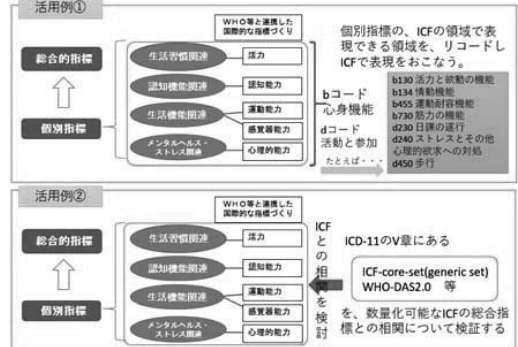 活用例①
WHO等と連携した
国際的な指標づくり
総合的指標
個別指標
生活習慣関連
活力
認知機能関連
認知能力
生活機能関連
運動能力
感覚器能力
メンタルヘルス・
ストレス関連
心理的能力
bコード
心身機能
dコード
活動と参加
たとえば・・・
個別指標の、ICFの領域で表
現できる領域を、リコードし
ICFで表現をおこなう。
b130 活力と欲動の機能
b134 情動機能
b455 運動耐容機能
b730 筋力の機能
d230 日課の遂行
d240 ストレスとその他
心理的欲求への対処
d450 歩行
活用例②
WHO等と連携した
国際的な指標づくり
総合的指標
個別指標
生活習慣関連
活力
認知機能関連
認知能力
生活機能関連
運動能力
感覚器能力
メンタルヘルス・
ストレス関連
心理的能力
ICFとの相関を検討
ICD-11のV章にある
ICF-core-set(generic set)
WHO-DAS2.0 等
を、数量化可能なICFの総合指
標との相関について検証する